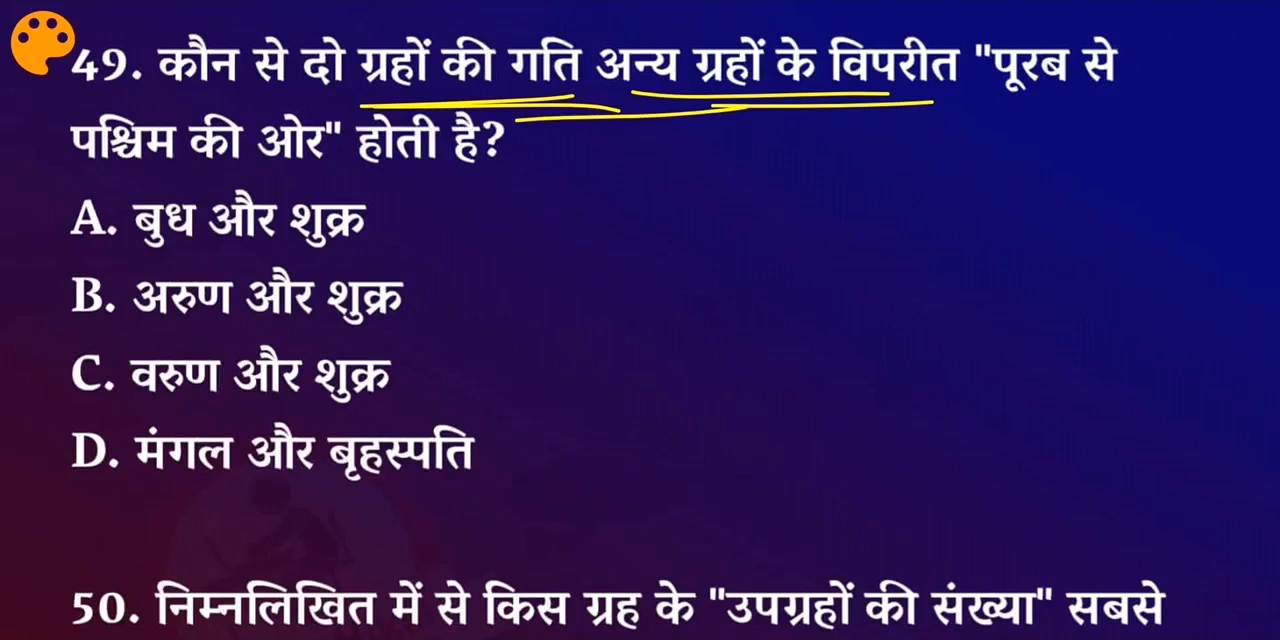 49. कौन से दो ग्रहों की गति अन्य ग्रहों के विपरीत "पूरब से
पश्चिम की ओर" होती है?
A. बुध और शुक्र
B. अरुण और शुक्र
C. वरुण और शुक्र
D. मंगल और बृहस्पति
50. निम्नलिखित में से किस ग्रह के "उपग्रहों की संख्या" सबसे